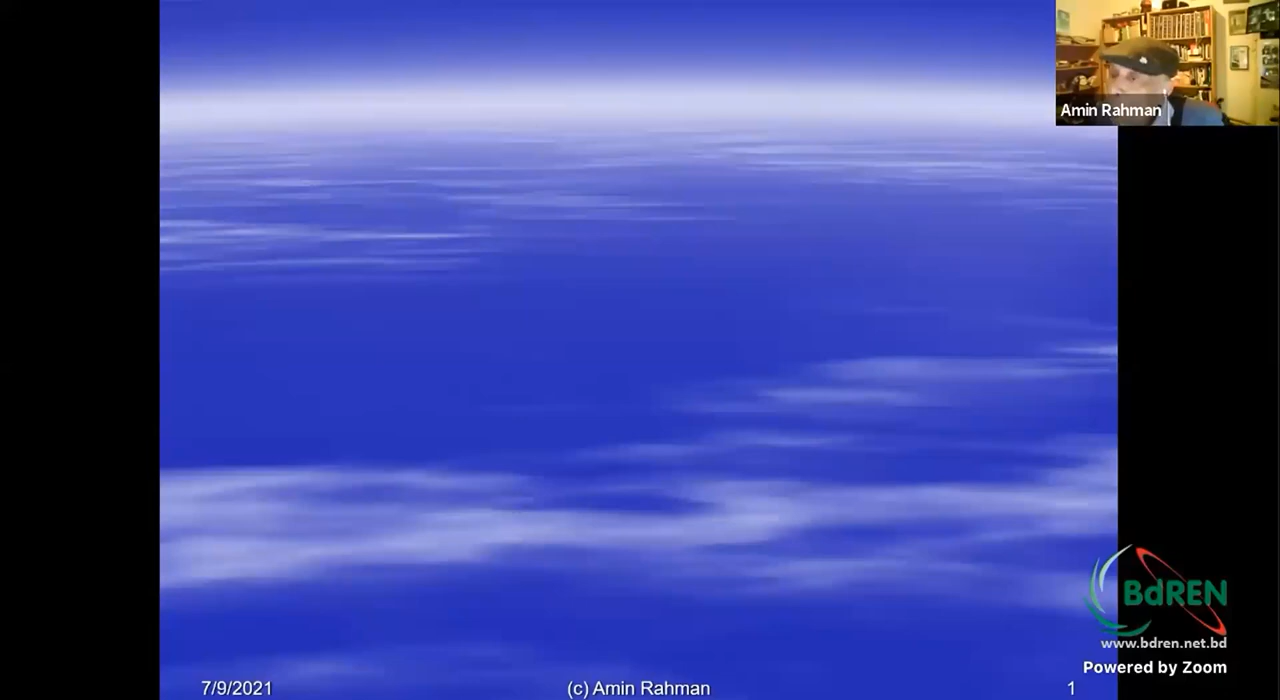 Amin Rahman
BdREN
www.bdren.net.bd
Powered by Zoom
7/9/2021
(c) Amin Rahman
1